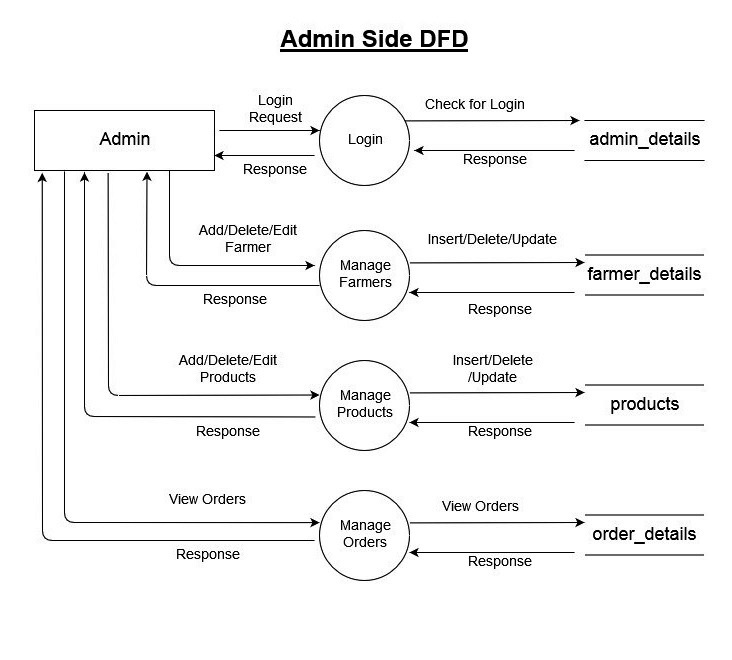 Admin Side DFD
Login
Request
Check for Login
Admin
Login
admin_details
Response
Response
Add/Delete/Edit
Farmer
Insert/Delete/Update
Manage
Farmers
farmer_details
Response
Response
Add/Delete/Edit
Products
Insert/Delete
/Update
Manage
Products
products
Response
Response
View Orders
View Orders
Manage
Orders
order_details
Response
Response